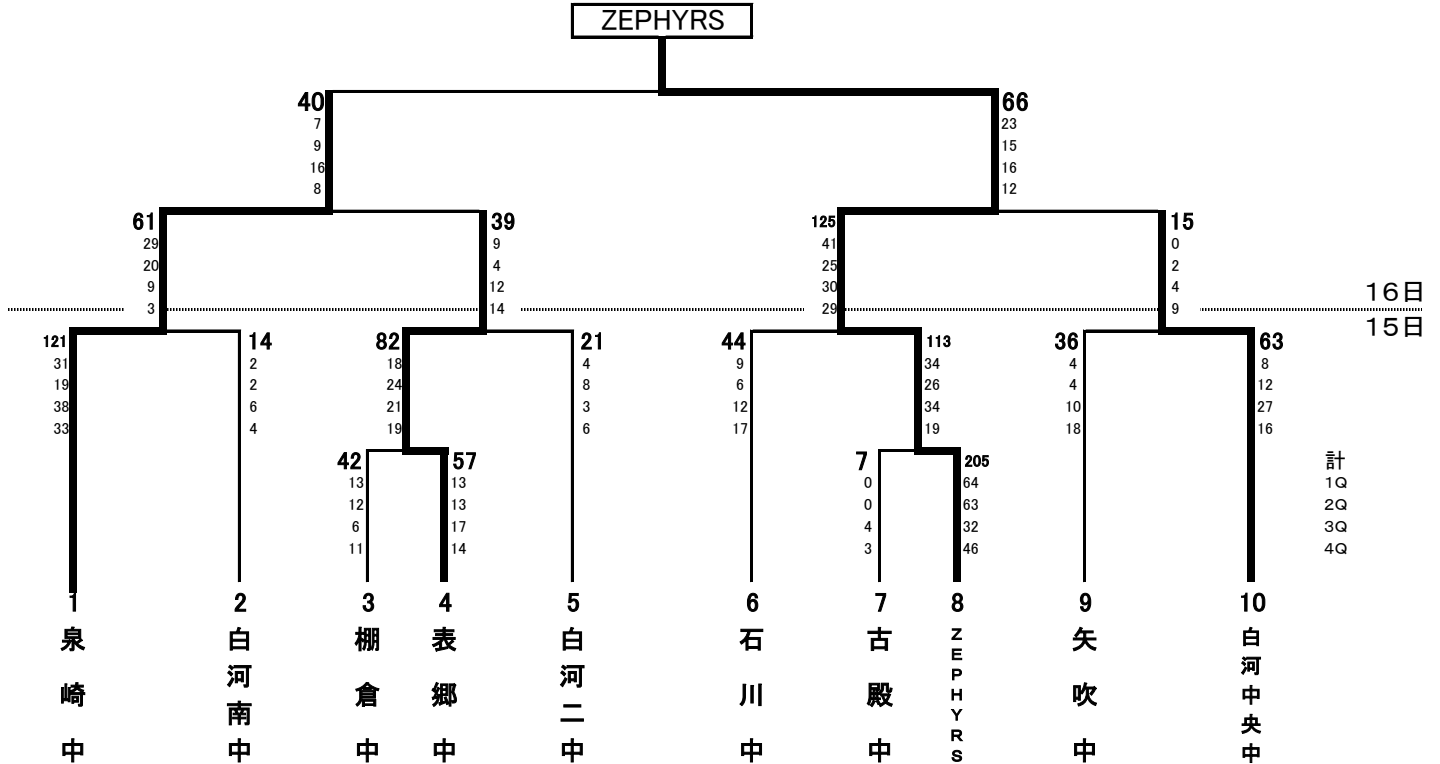 ZEPHYRS
40 66
7 23
9 15
16 16
8 12
61 39 125 15
29 9 41 0
20 4 25 2
9 12 30 4
16日
3 14 29 9
15日
121 14 82 21 44 113 36 63
31 2 18 4 9 34 4 8
19 2 24 8 6 26 4 12
38 6 21 3 12 34 10 27
33 4 19 6 17 19 18 16
42 57 7 205 計
13 13 0 64 1Q
12 13 0 63 2Q
6 17 4 32 3Q
11 14 3 46 4Q
1 2 3 4 5 6 7 8 9 10
泉崎中
白河南中
棚倉中
表郷中
白河二中
石川中
古殿中
ZEPHYRS
矢吹中
白河中央中